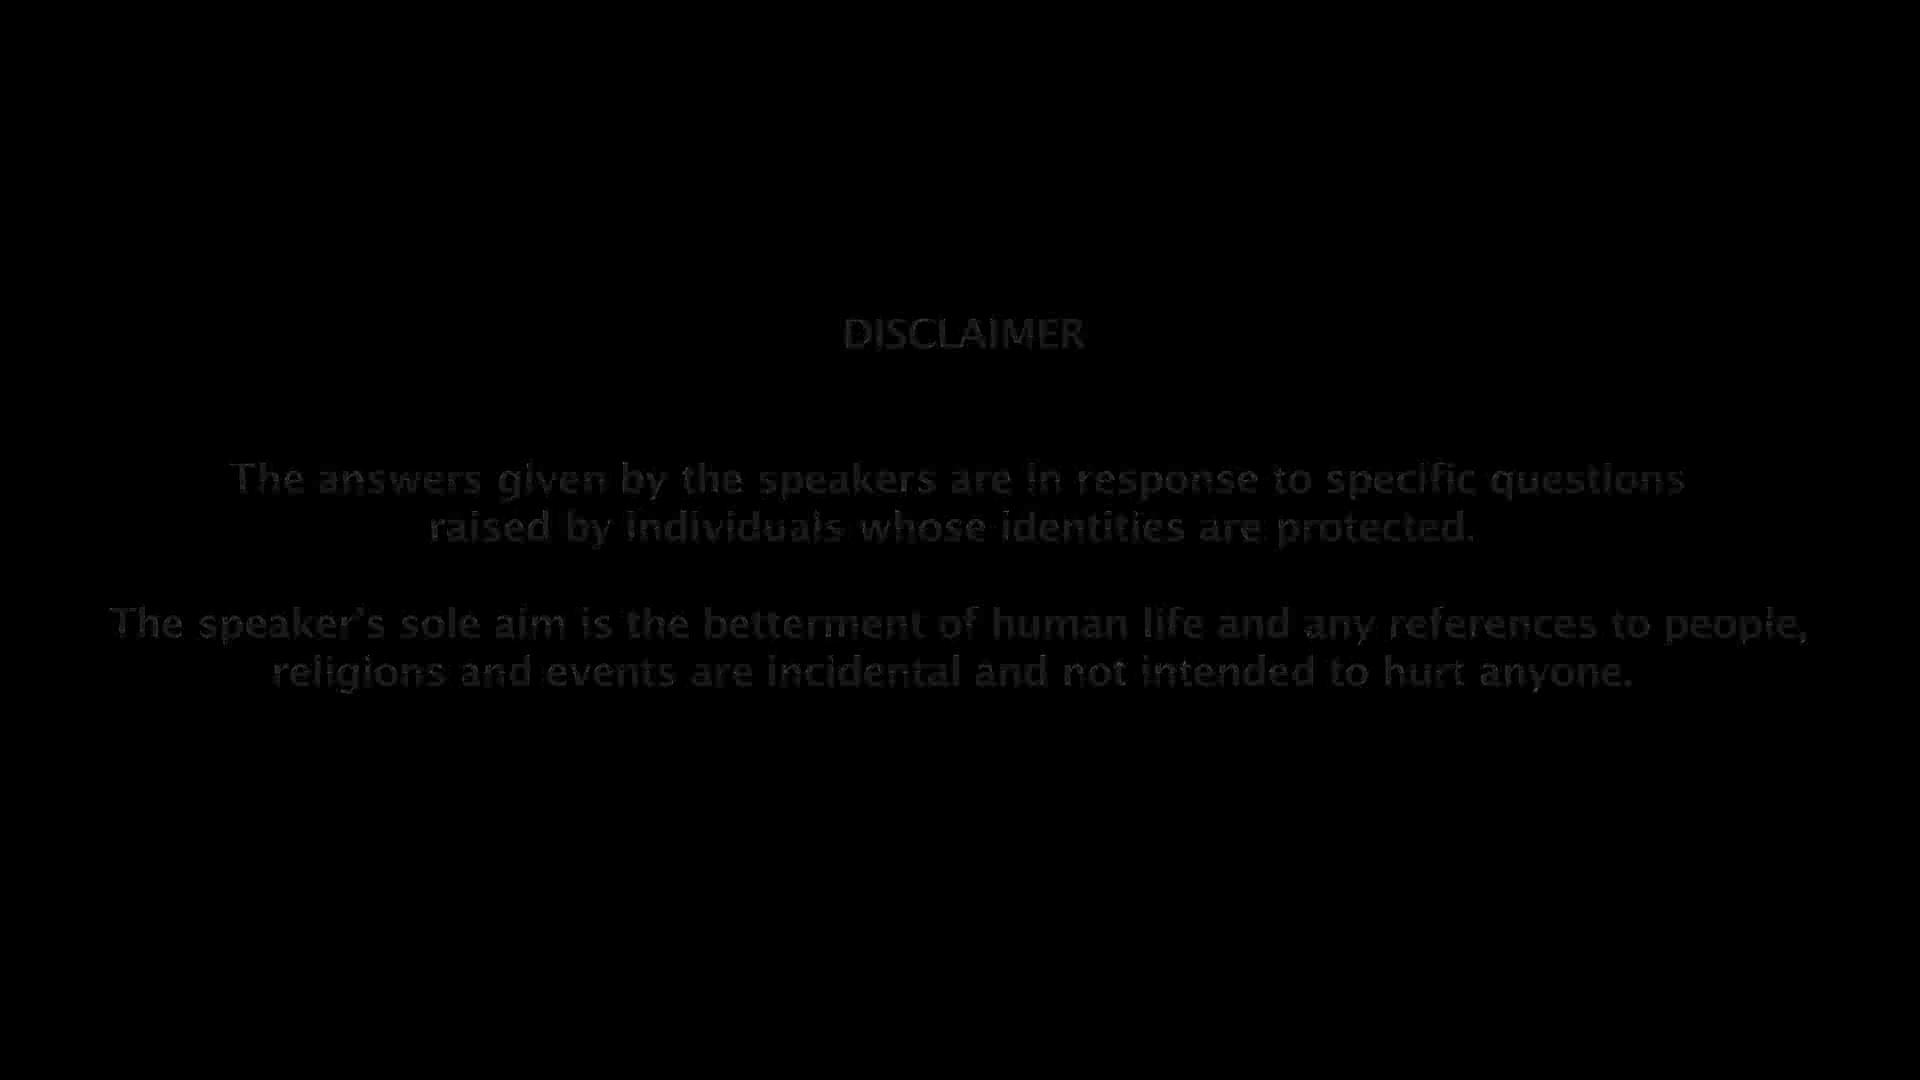 DISCLAIMER
The answers given by the speakers are in response to specific questions
raised by individuals whose identities are protected.
The speaker's sole aim is the betterment of human life and any references to people,
religions and events are incidental and not intended to hurt anyone.